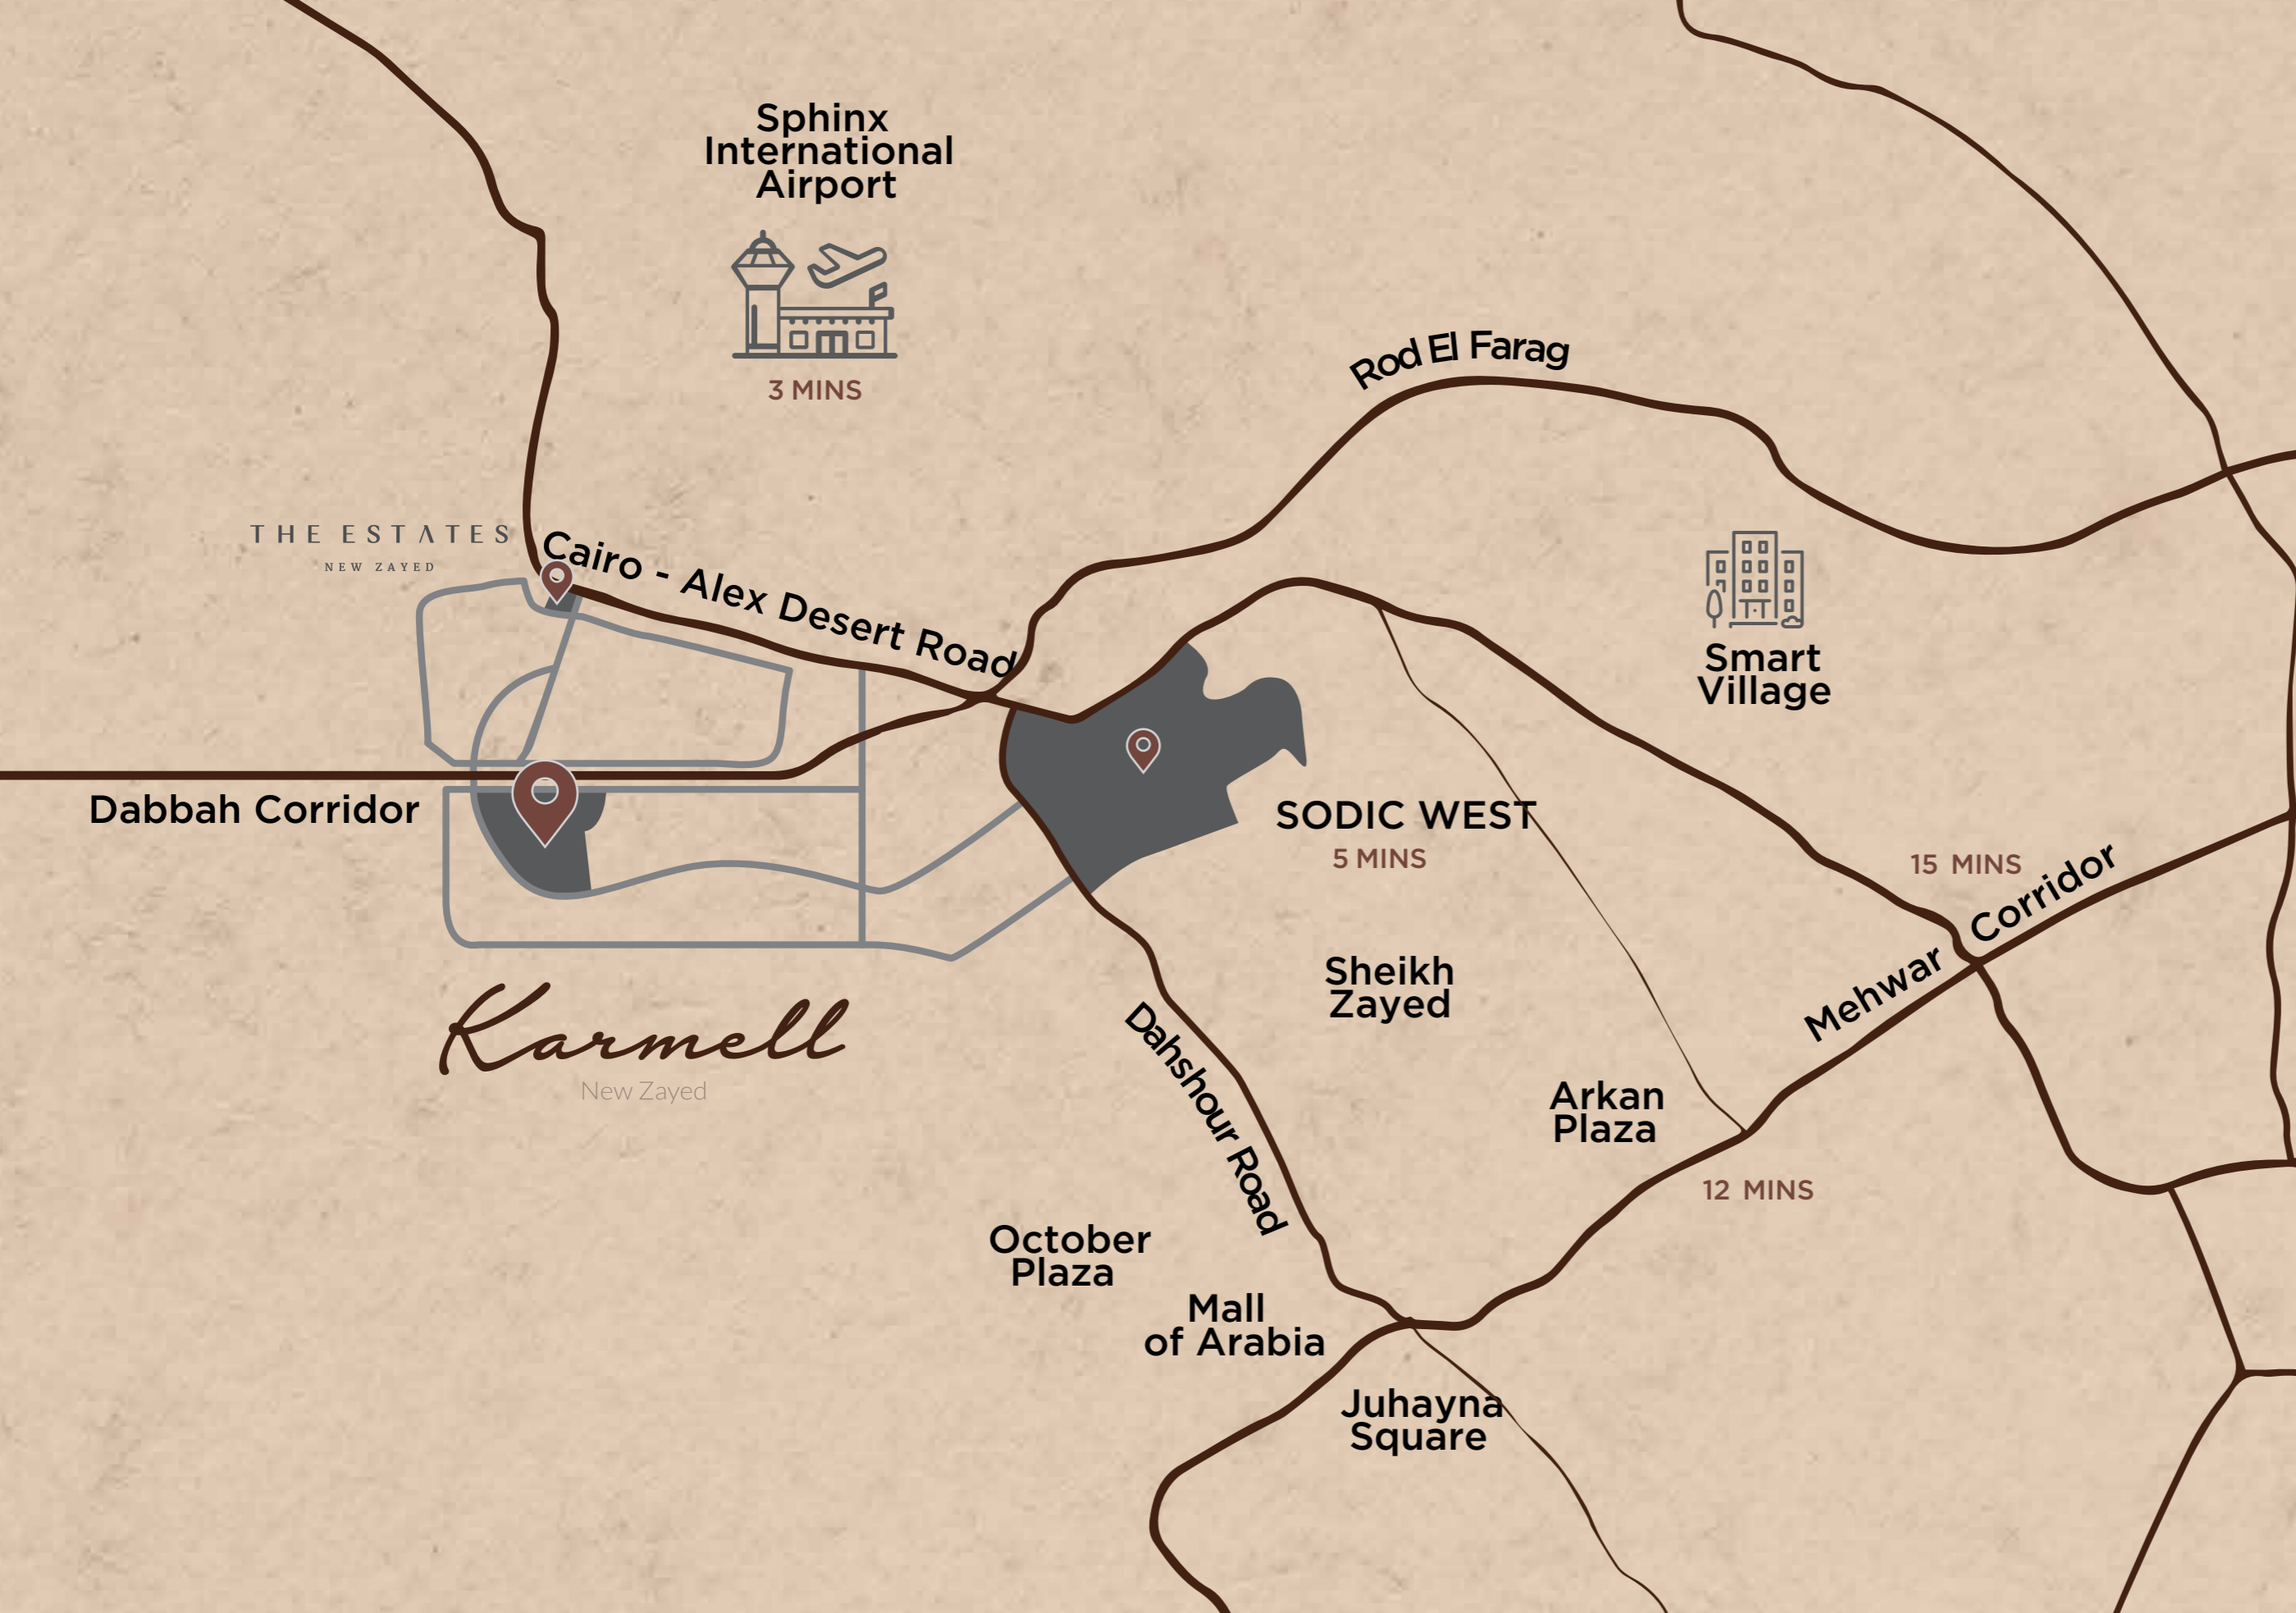 Sphinx
International
Airport
3 MINS
Rod El Farag
THE ESTATES
NEW ZAYED
Cairo - Alex Desert Road
Smart
Village
Dabbah Corridor
SODIC WEST
5 MINS
15 MINS
Mehwar Corridor
Sheikh
Zayed
Karmell
New Zayed
Dahshour Road
Arkan
Plaza
12 MINS
October
Plaza
Mall
of Arabia
Juhayna
Square